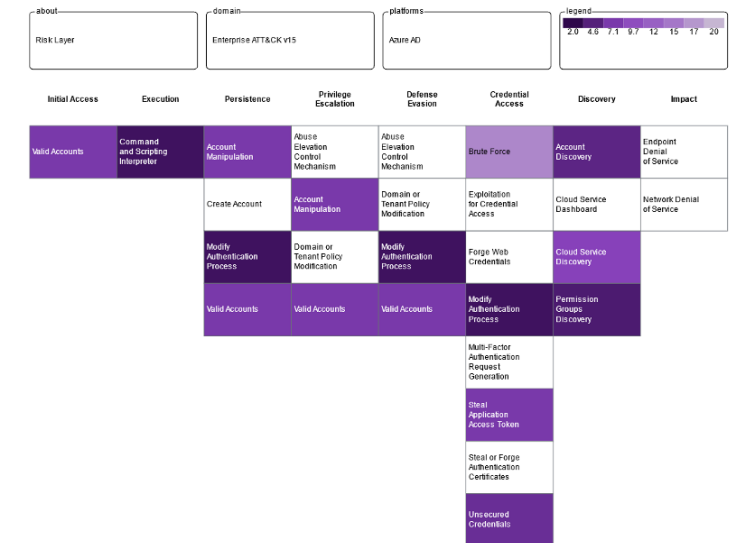 about
Risk Layer
domain
Enterprise ATT&CK v15
platforms
Azure AD
legend
2.0 4.6 7.1 9.7 12 15 17 20
Initial Access
Execution
Persistence
Privilege
Escalation
Defense
Evasion
Credential
Access
Discovery
Impact
Valid Accounts
Command
and Scripting
Interpreter
Account
Manipulation
Abuse
Elevation
Control
Mechanism
Abuse
Elevation
Control
Mechanism
Brute Force
Account
Discovery
Endpoint
Denial
of Service
Create Account
Account
Manipulation
Domain or
Tenant Policy
Modification
Exploitation
for Credential
Access
Cloud Service
Dashboard
Network Denial
of Service
Modify
Authentication
Process
Domain or
Tenant Policy
Modification
Modify
Authentication
Process
Forge Web
Credentials
Cloud Service
Discovery
Valid Accounts
Valid Accounts
Valid Accounts
Modify
Authentication
Process
Permission
Groups
Discovery
Multi-Factor
Authentication
Request
Generation
Steal
Application
Access Token
Steal or Forge
Authentication
Certificates
Unsecured
Credentials